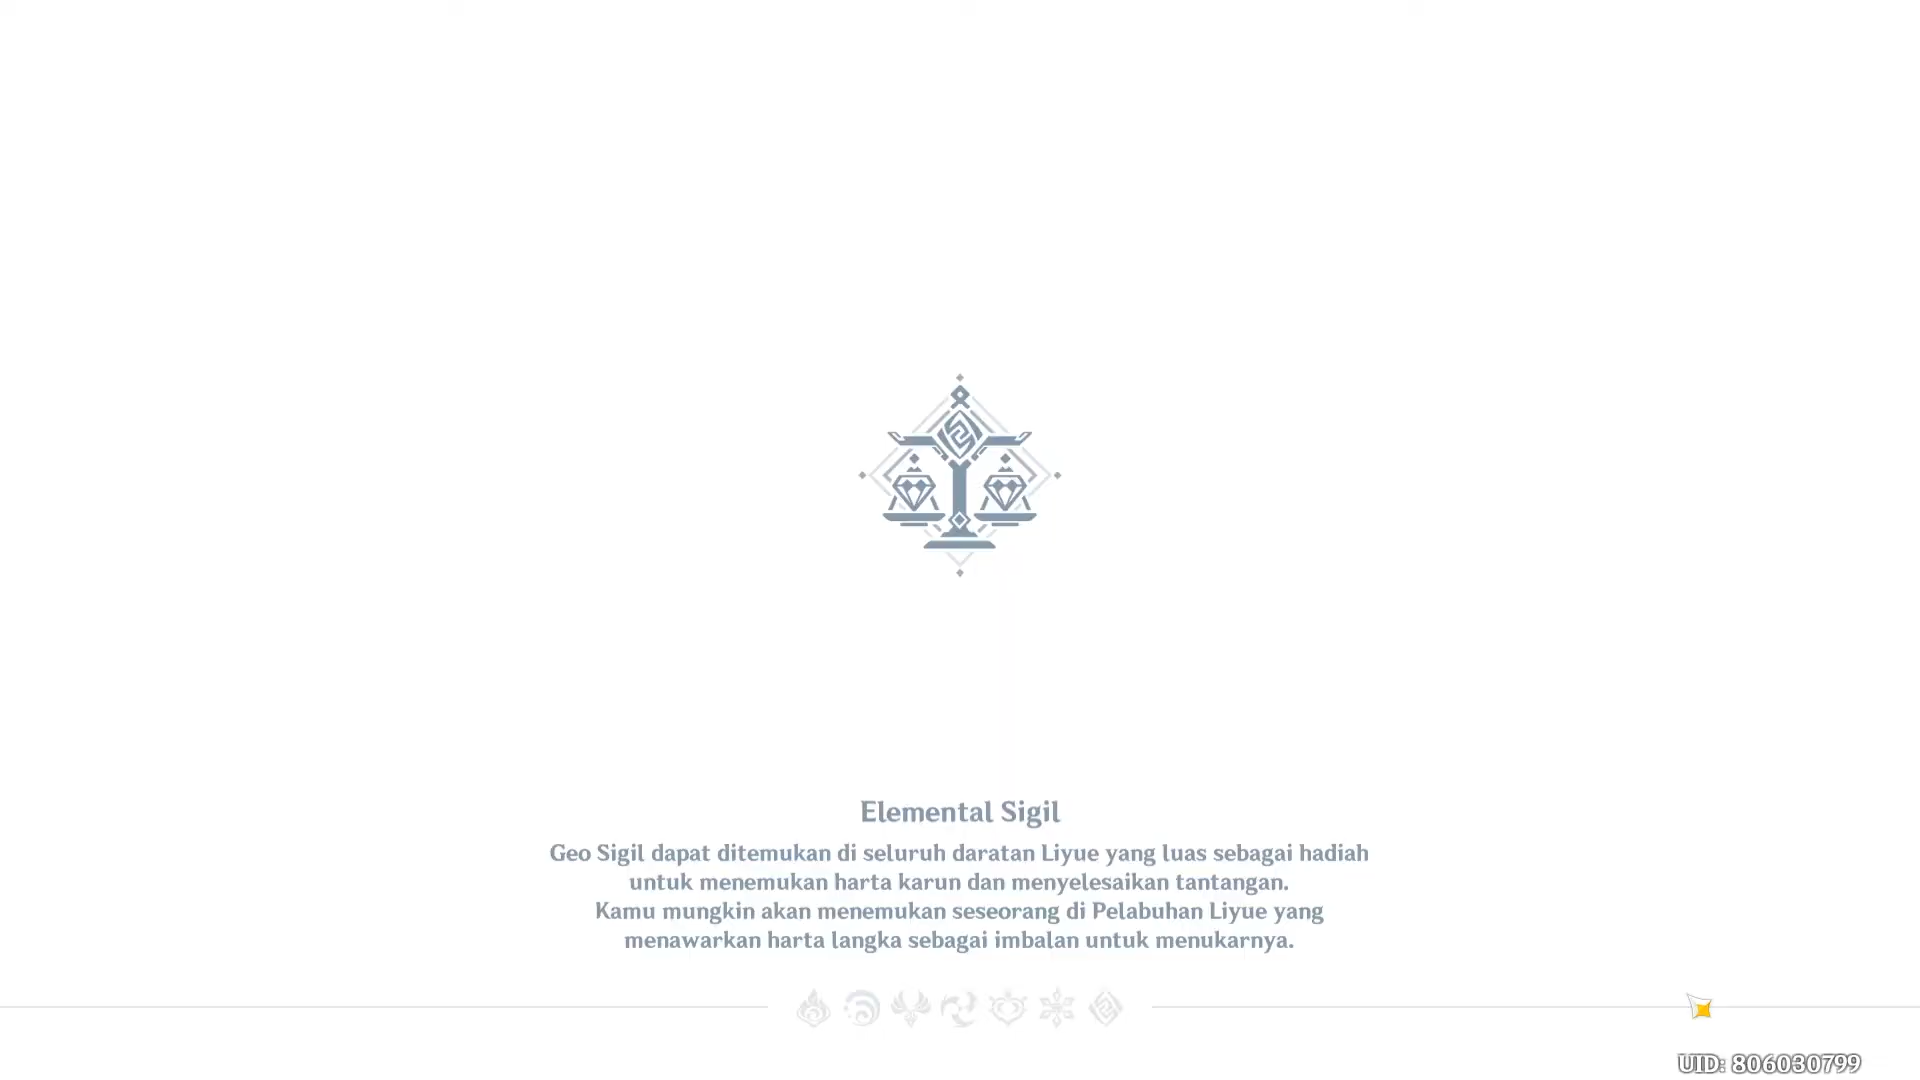 Elemental Sigil
Geo Sigil dapat ditemukan di seluruh daratan Liyue yang luas sebagai hadiah
untuk menemukan harta karun dan menyelesaikan tantangan.
Kamu mungkin akan menemukan seseorang di Pelabuhan Liyue yang
menawarkan harta langka sebagai imbalan untuk menukarnya.
UID: 806030799